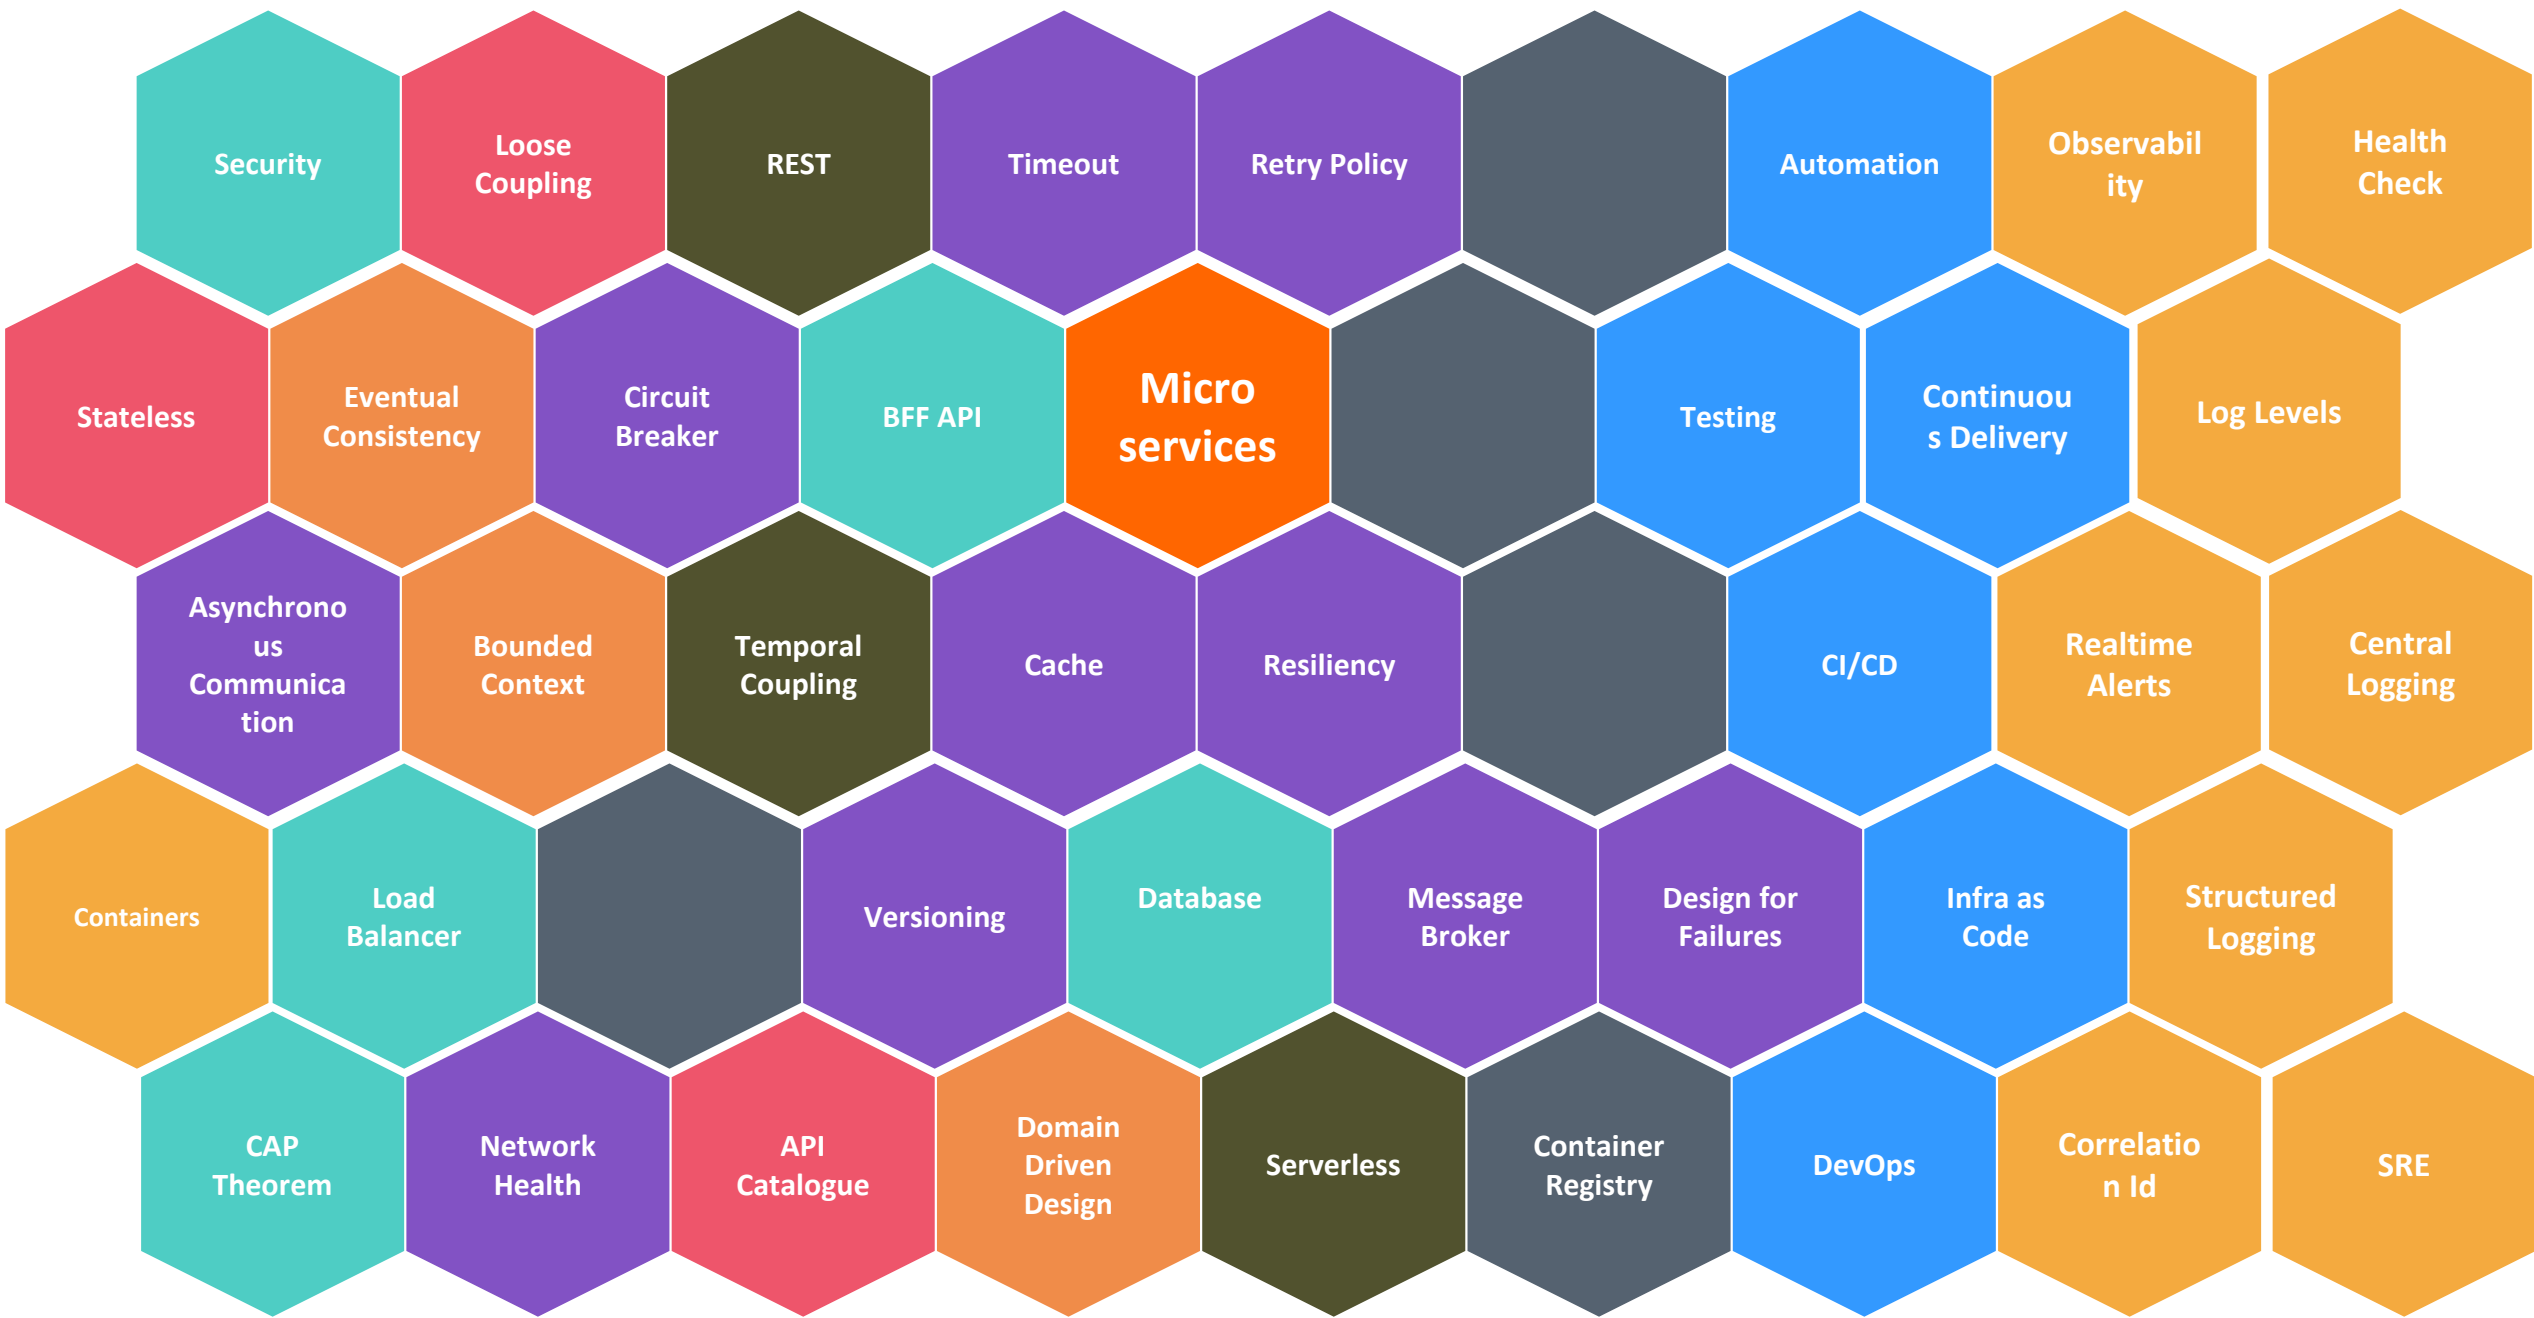 Security
Loose
Coupling
REST
Timeout
Retry Policy
Automation
Observabil
ity
Health
Check
Stateless
Eventual
Consistency
Circuit
Breaker
BFF API
Micro
services
Testing
Continuou
s Delivery
Log Levels
Asynchrono
us
Communica
tion
Bounded
Context
Temporal
Coupling
Cache
Resiliency
CI/CD
Realtime
Alerts
Central
Logging
Containers
Load
Balancer
Versioning
Database
Message
Broker
Design for
Failures
Infra as
Code
Structured
Logging
CAP
Theorem
Network
Health
API
Catalogue
Domain
Driven
Design
Serverless
Container
Registry
DevOps
Correlatio
n Id
SRE